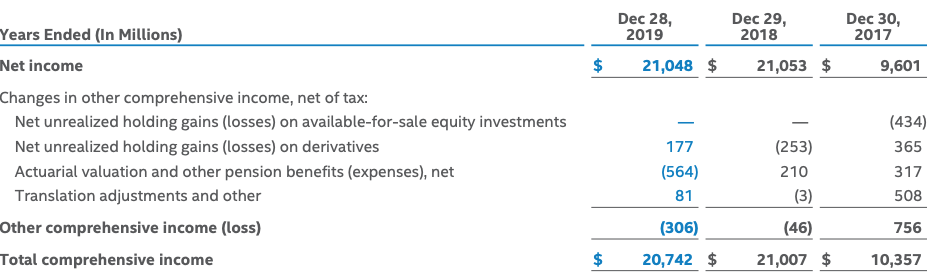 Dec 28, Dec 29, Dec 30,
Years Ended (In Millions) 2019 2018 2017
Net income $ 21,048 $ 21,053 $ 9,601
Changes in other comprehensive income, net of tax:
Net unrealized holding gains (losses) on available-for-sale equity investments — — (434)
Net unrealized holding gains (losses) on derivatives 177 (253) 365
Actuarial valuation and other pension benefits (expenses), net (564) 210 317
Translation adjustments and other 81 (3) 508
Other comprehensive income (loss) (306) (46) 756
Total comprehensive income $ 20,742 $ 21,007 $ 10,357